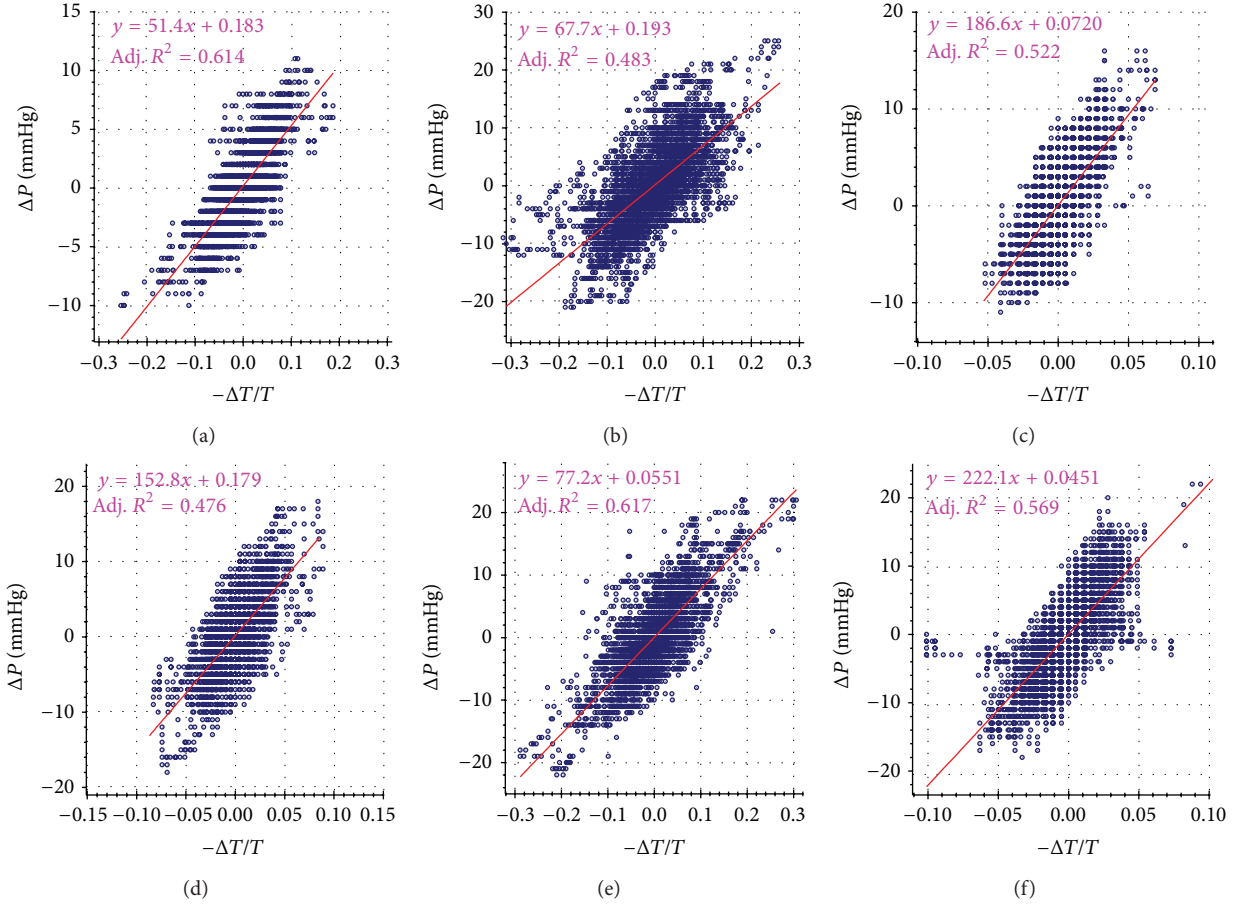 y = 51.4x + 0.183
Adj. R² = 0.614
15
10
5
0
−5
−10
ΔP (mmHg)
−0.3 −0.2 −0.1 0.0 0.1 0.2 0.3
−ΔT/T
(a)
y = 67.7x + 0.193
Adj. R² = 0.483
30
20
10
0
−10
−20
ΔP (mmHg)
−0.3 −0.2 −0.1 0.0 0.1 0.2 0.3
−ΔT/T
(b)
y = 186.6x + 0.0720
Adj. R² = 0.522
20
10
0
−10
ΔP (mmHg)
−0.10 −0.05 0.00 0.05 0.10
−ΔT/T
(c)
y = 152.8x + 0.179
Adj. R² = 0.476
20
10
0
−10
−20
ΔP (mmHg)
−0.15 −0.10 −0.05 0.00 0.05 0.10 0.15
−ΔT/T
(d)
y = 77.2x + 0.0551
Adj. R² = 0.617
20
10
0
−10
−20
ΔP (mmHg)
−0.3 −0.2 −0.1 0.0 0.1 0.2 0.3
−ΔT/T
(e)
y = 222.1x + 0.0451
Adj. R² = 0.569
20
10
0
−10
−20
ΔP (mmHg)
−0.10 −0.05 0.00 0.05 0.10
−ΔT/T
(f)